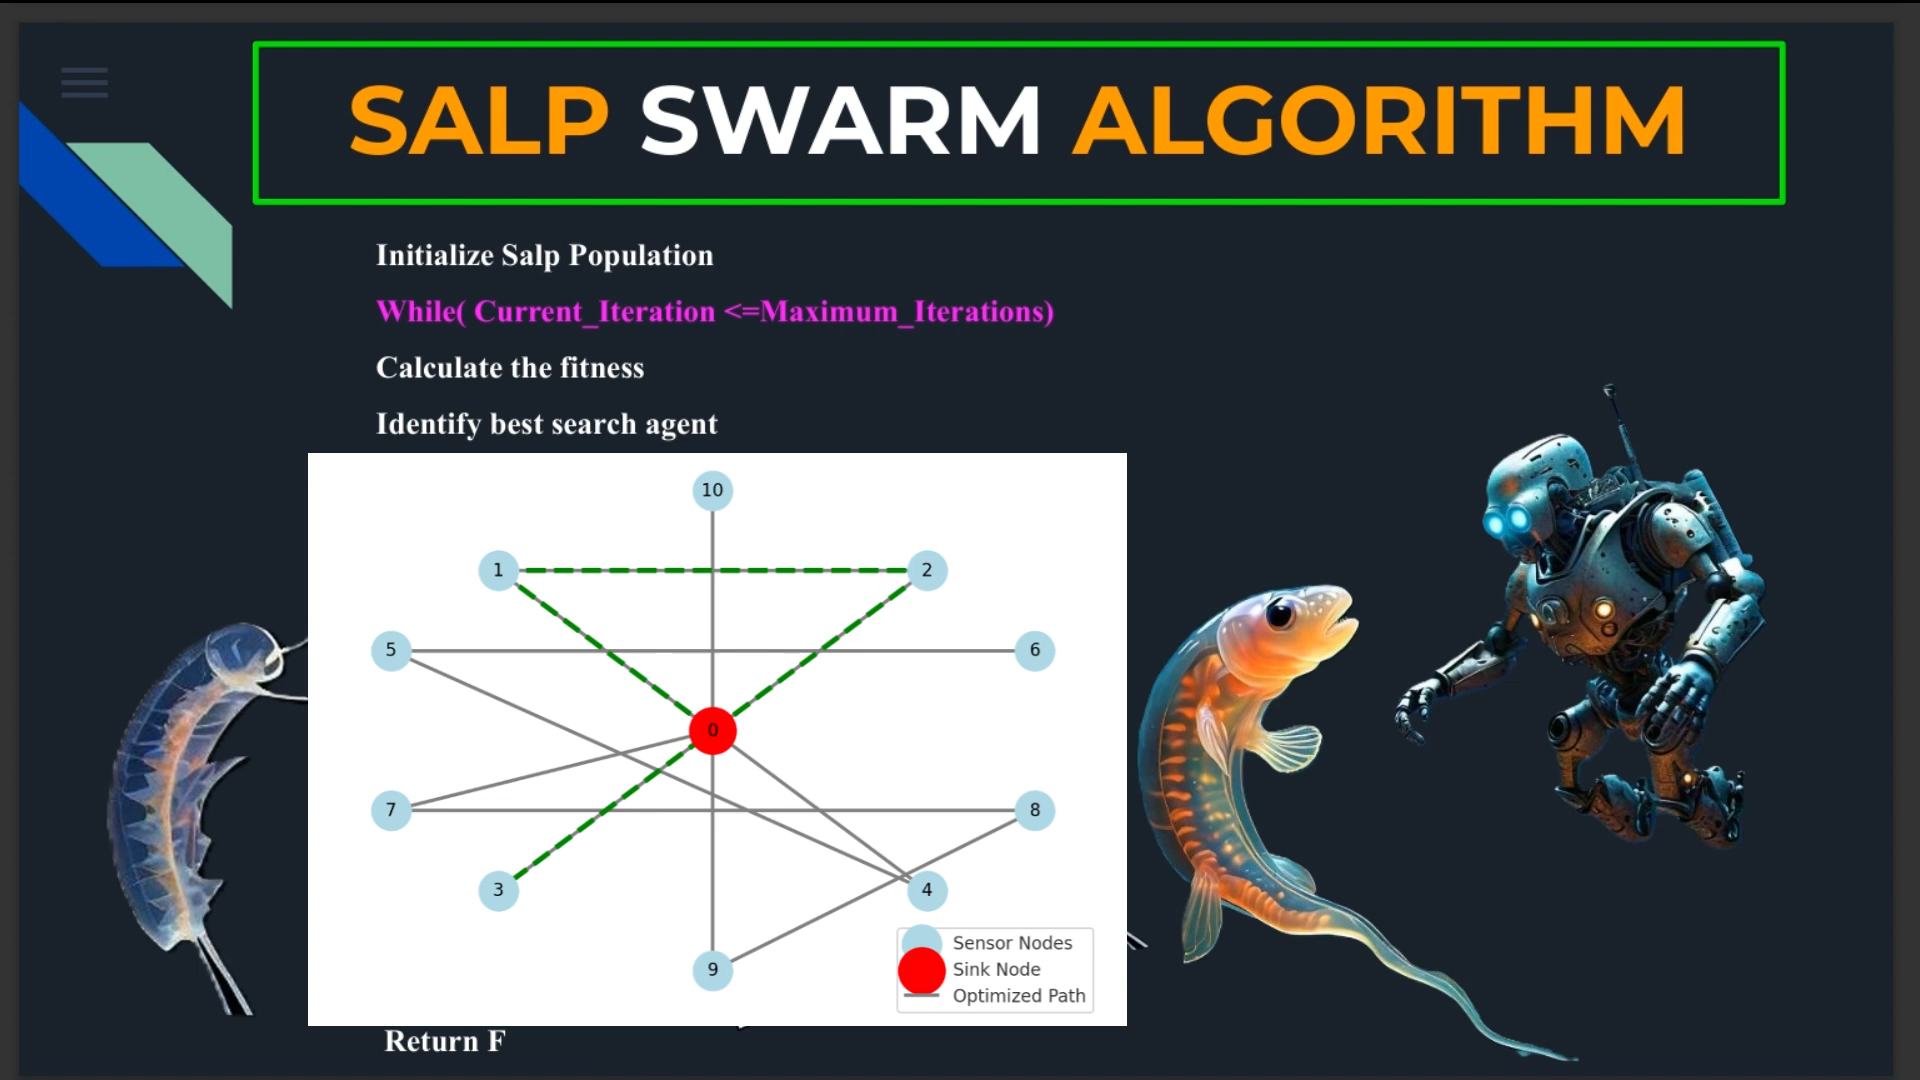 SALP SWARM ALGORITHM
Initialize Salp Population
While( Current_Iteration <=Maximum_Iterations)
Calculate the fitness
Identify best search agent
10
1
2
5
6
0
7
8
3
4
9
Sensor Nodes
Sink Node
Optimized Path
Return F